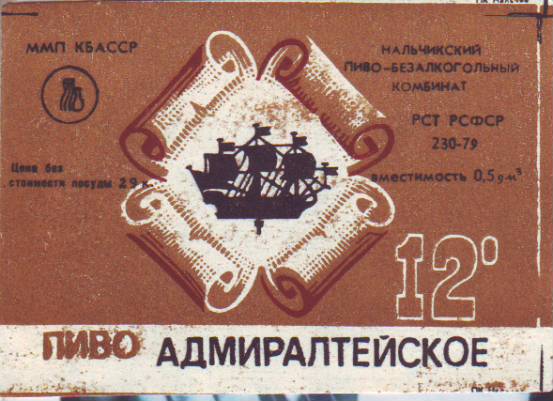 ММП КБАССР
НАЛЬЧИКСКИЙ
ПИВО-БЕЗАЛКОГОЛЬНЫЙ
КОМБИНАТ
РСТ РСФСР
230-79
Цена без
стоимости посуды 29 к.
вместимость 0,5 дм³
12°
ПИВО АДМИРАЛТЕЙСКОЕ